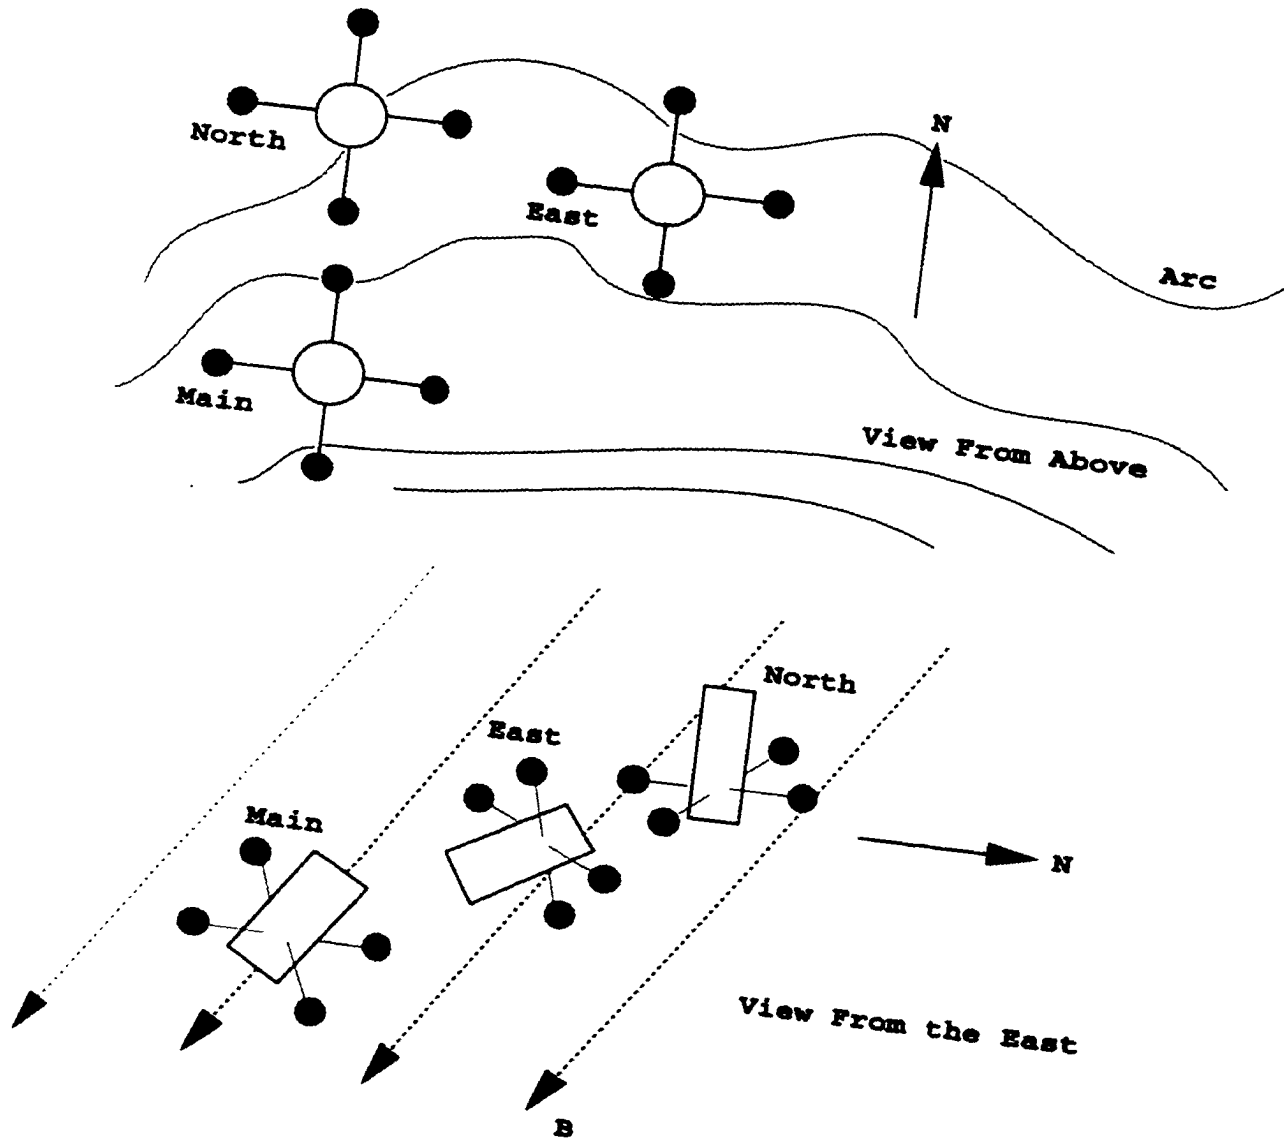 N
North
East
Arc
Main
View From Above
North
East
Main
N
View From the East
B